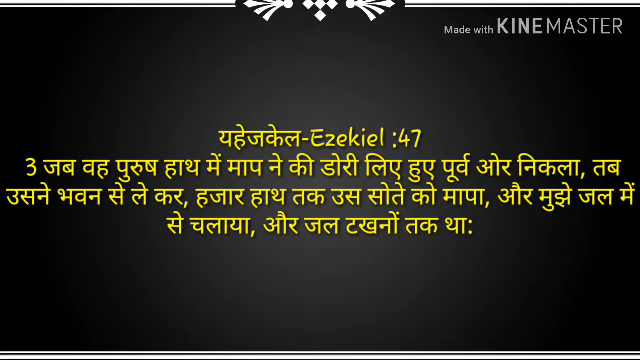 Made with KINEMASTER
यहेजकेल-Ezekiel :47
3 जब वह पुरुष हाथ में माप ने की डोरी लिए हुए पूर्व ओर निकला, तब
उसने भवन से ले कर, हजार हाथ तक उस सोते को मापा, और मुझे जल में
से चलाया, और जल टखनों तक था: